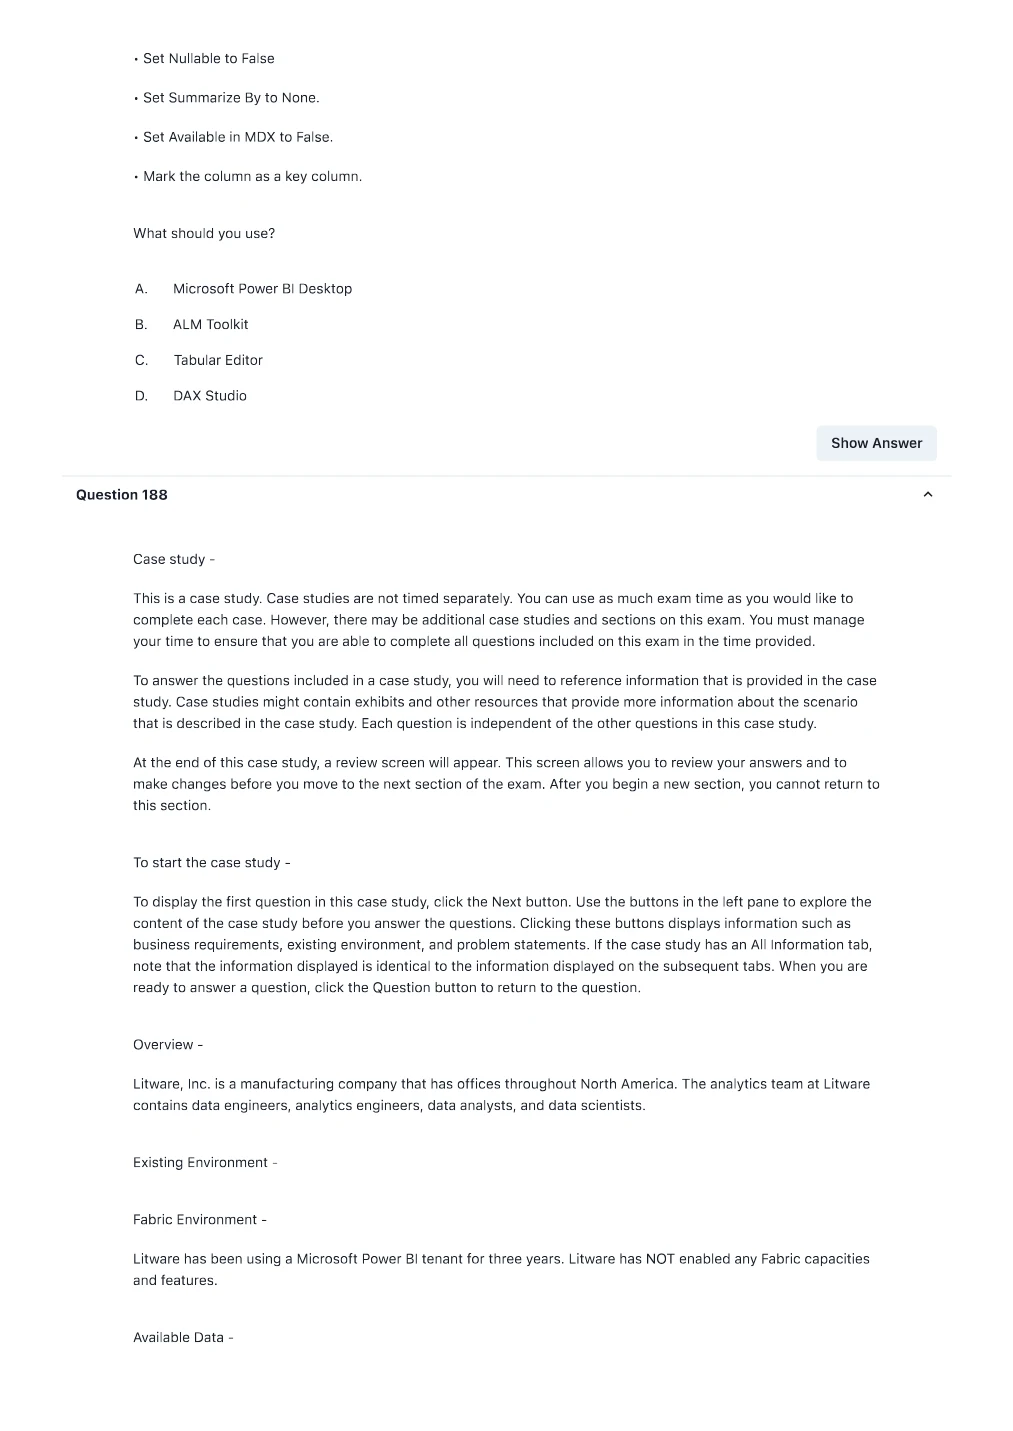 • Set Nullable to False
• Set Summarize By to None.
• Set Available in MDX to False.
• Mark the column as a key column.
What should you use?
A. Microsoft Power BI Desktop
B. ALM Toolkit
C. Tabular Editor
D. DAX Studio
Show Answer
Question 188
Case study -
This is a case study. Case studies are not timed separately. You can use as much exam time as you would like to
complete each case. However, there may be additional case studies and sections on this exam. You must manage
your time to ensure that you are able to complete all questions included on this exam in the time provided.
To answer the questions included in a case study, you will need to reference information that is provided in the case
study. Case studies might contain exhibits and other resources that provide more information about the scenario
that is described in the case study. Each question is independent of the other questions in this case study.
At the end of this case study, a review screen will appear. This screen allows you to review your answers and to
make changes before you move to the next section of the exam. After you begin a new section, you cannot return to
this section.
To start the case study -
To display the first question in this case study, click the Next button. Use the buttons in the left pane to explore the
content of the case study before you answer the questions. Clicking these buttons displays information such as
business requirements, existing environment, and problem statements. If the case study has an All Information tab,
note that the information displayed is identical to the information displayed on the subsequent tabs. When you are
ready to answer a question, click the Question button to return to the question.
Overview -
Litware, Inc. is a manufacturing company that has offices throughout North America. The analytics team at Litware
contains data engineers, analytics engineers, data analysts, and data scientists.
Existing Environment -
Fabric Environment -
Litware has been using a Microsoft Power BI tenant for three years. Litware has NOT enabled any Fabric capacities
and features.
Available Data -